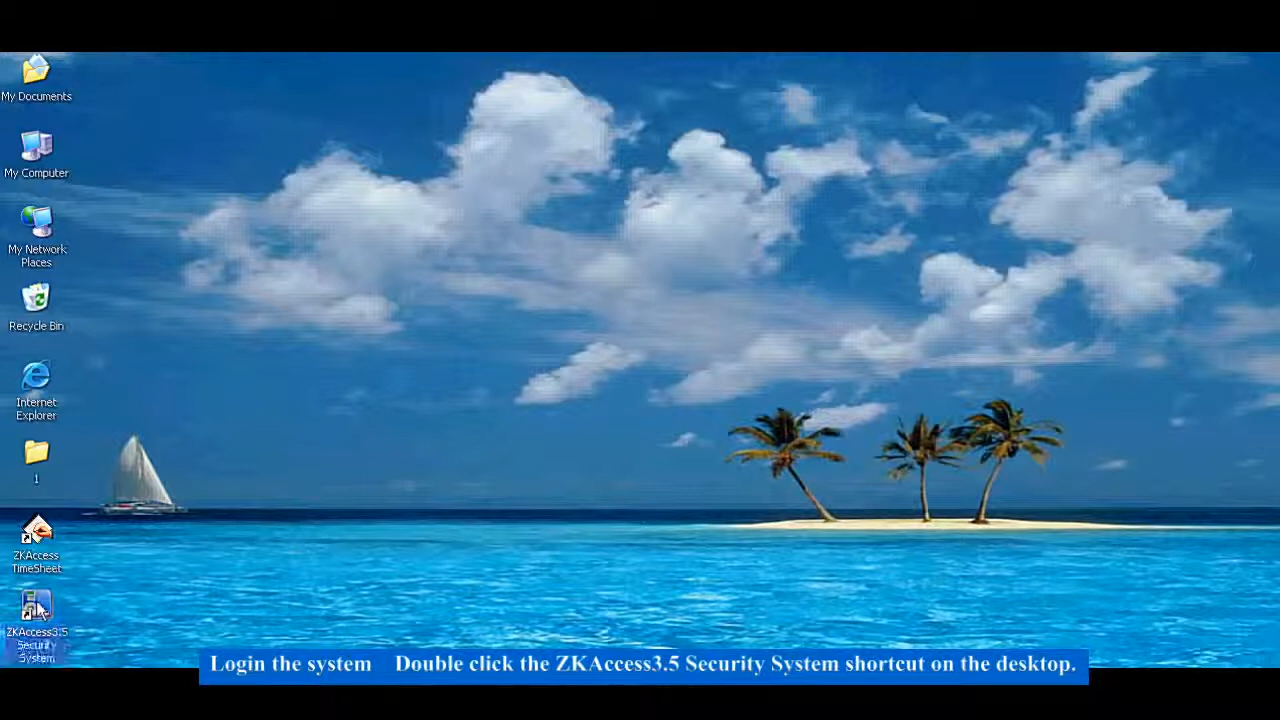 My Documents
My Computer
My Network
Places
Recycle Bin
Internet
Explorer
1
ZKAccess
TimeSheet
ZKAccess3.5
Security
System
Login the system Double click the ZKAccess3.5 Security System shortcut on the desktop.